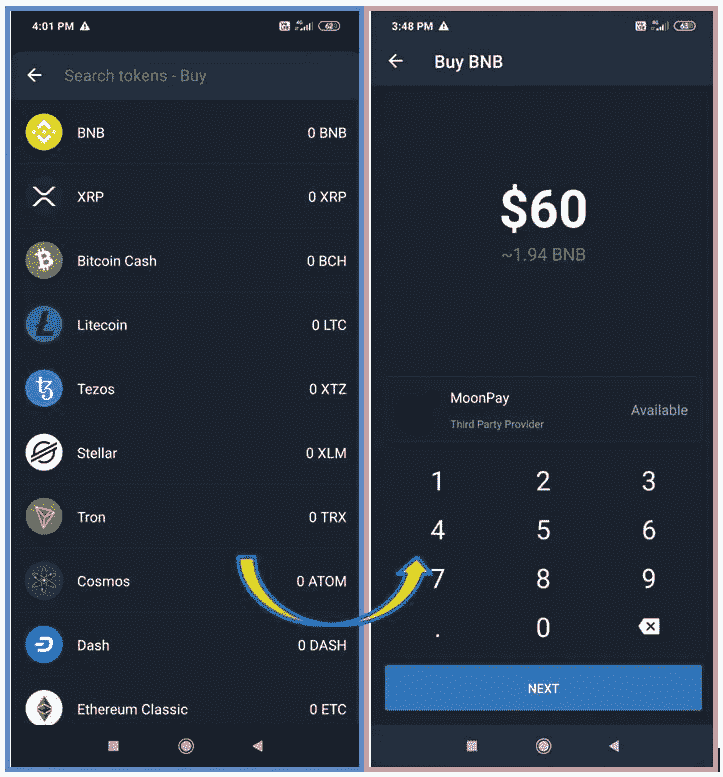 4:01 PM
62
Search tokens - Buy
BNB 0 BNB
XRP 0 XRP
Bitcoin Cash 0 BCH
Litecoin 0 LTC
Tezos 0 XTZ
Stellar 0 XLM
Tron 0 TRX
Cosmos 0 ATOM
Dash 0 DASH
Ethereum Classic 0 ETC
3:48 PM
63
Buy BNB
$60
~1.94 BNB
MoonPay
Third Party Provider
Available
1 2 3
4 5 6
7 8 9
. 0
NEXT